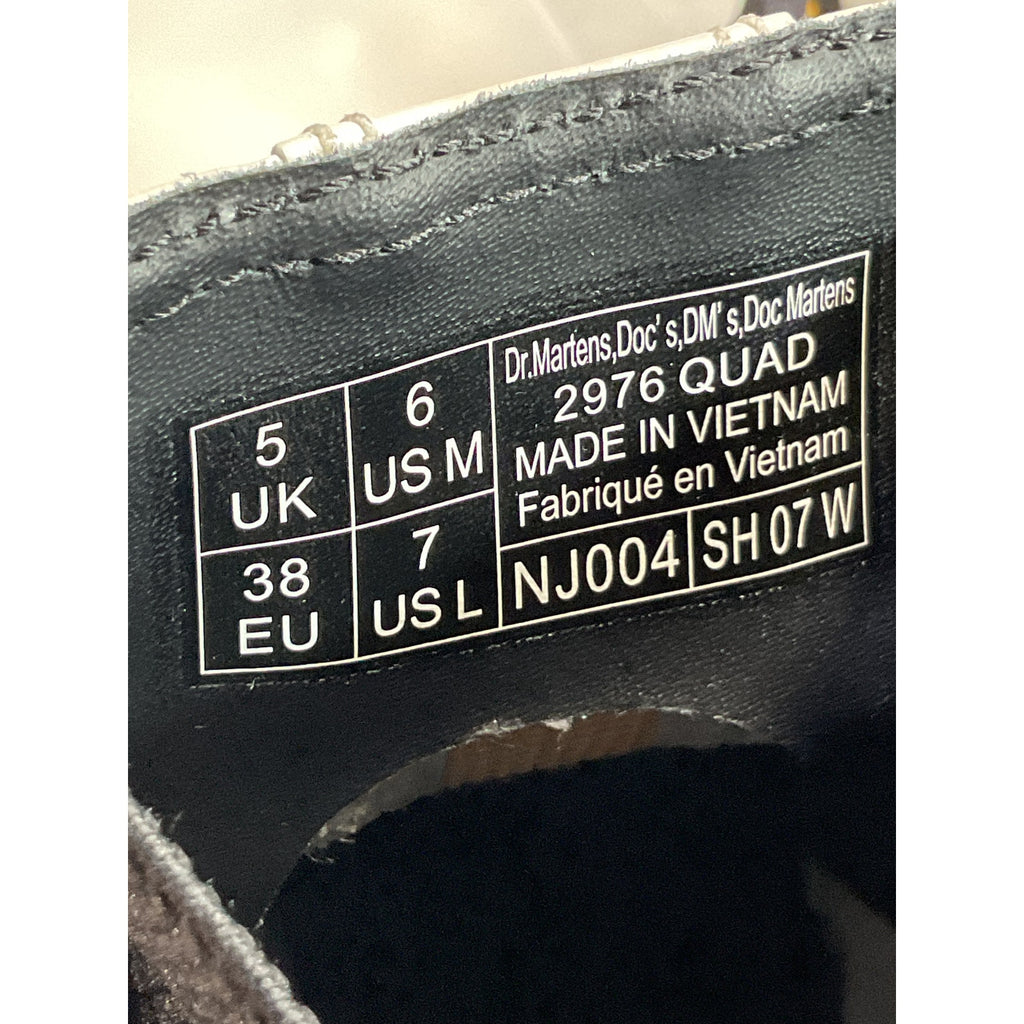 5
UK
6
US M
38
EU
7
US L
Dr.Martens,Doc's,DM's,Doc Martens
2976 QUAD
MADE IN VIETNAM
Fabriqué en Vietnam
NJ004
SH 07 W